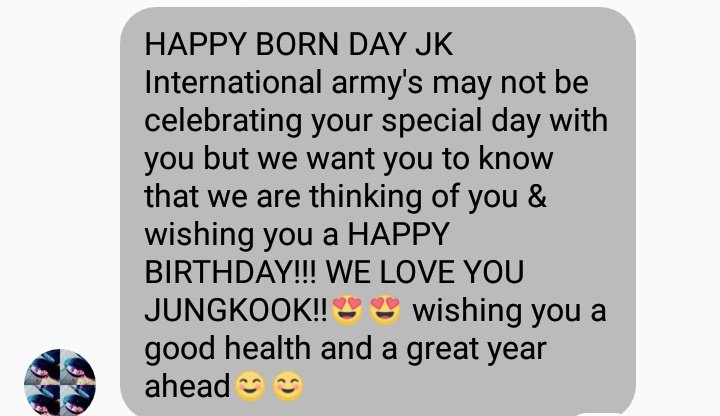 HAPPY BORN DAY JK
International army's may not be
celebrating your special day with
you but we want you to know
that we are thinking of you &
wishing you a HAPPY
BIRTHDAY!!! WE LOVE YOU
JUNGKOOK!!😍😍 wishing you a
good health and a great year
ahead😊😊